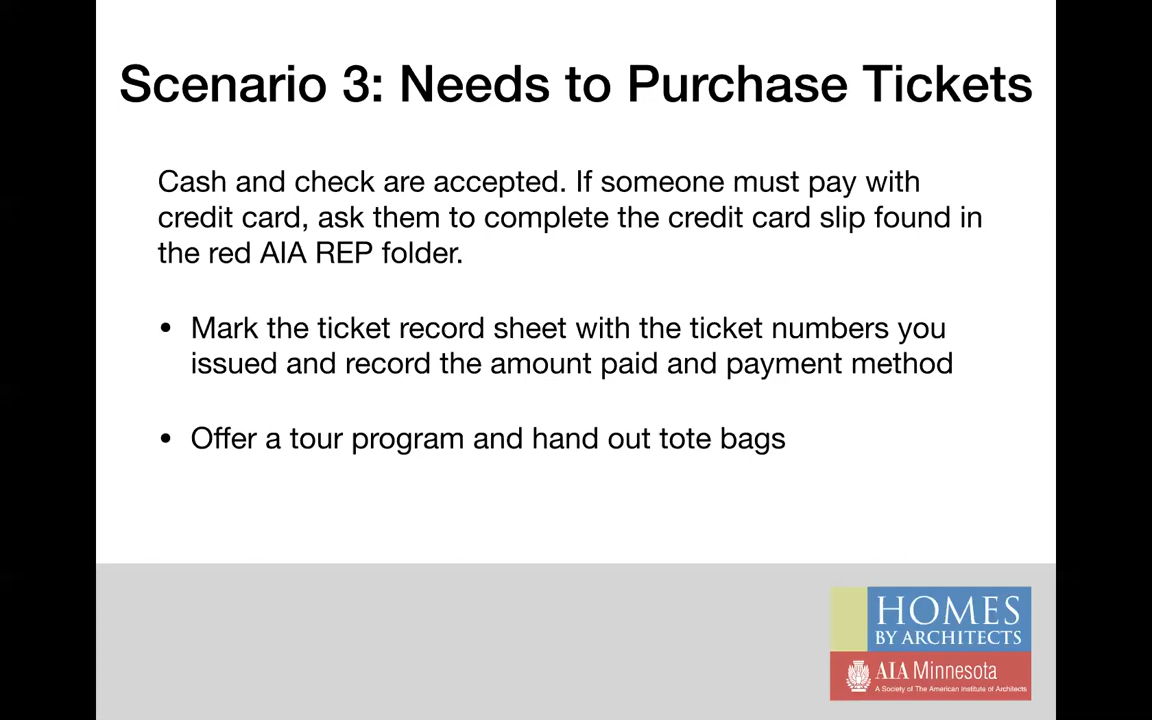 Scenario 3: Needs to Purchase Tickets
Cash and check are accepted. If someone must pay with
credit card, ask them to complete the credit card slip found in
the red AIA REP folder.
• Mark the ticket record sheet with the ticket numbers you
issued and record the amount paid and payment method
• Offer a tour program and hand out tote bags
HOMES
BY ARCHITECTS
AIA Minnesota
A Society of The American Institute of Architects